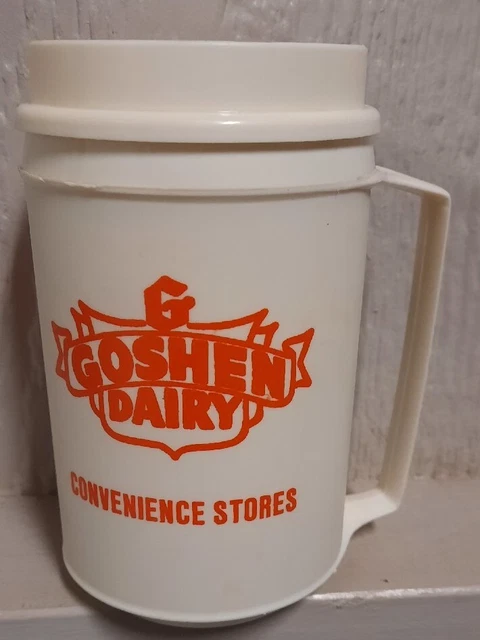 G
GOSHEN
DAIRY
CONVENIENCE STORES